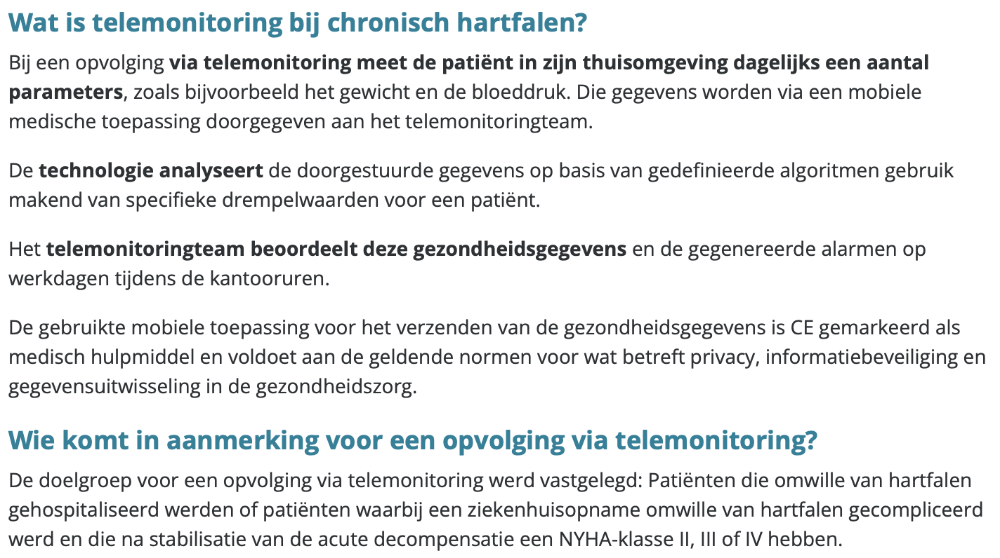 Wat is telemonitoring bij chronisch hartfalen?
Bij een opvolging via telemonitoring meet de patiënt in zijn thuisomgeving dagelijks een aantal
parameters, zoals bijvoorbeeld het gewicht en de bloeddruk. Die gegevens worden via een mobiele
medische toepassing doorgegeven aan het telemonitoringteam.
De technologie analyseert de doorgestuurde gegevens op basis van gedefinieerde algoritmen gebruik
makend van specifieke drempelwaarden voor een patiënt.
Het telemonitoringteam beoordeelt deze gezondheidsgegevens en de gegenereerde alarmen op
werkdagen tijdens de kantooruren.
De gebruikte mobiele toepassing voor het verzenden van de gezondheidsgegevens is CE gemarkeerd als
medisch hulpmiddel en voldoet aan de geldende normen voor wat betreft privacy, informatiebeveiliging en
gegevensuitwisseling in de gezondheidszorg.
Wie komt in aanmerking voor een opvolging via telemonitoring?
De doelgroep voor een opvolging via telemonitoring werd vastgelegd: Patiënten die omwille van hartfalen
gehospitaliseerd werden of patiënten waarbij een ziekenhuisopname omwille van hartfalen gecompliceerd
werd en die na stabilisatie van de acute decompensatie een NYHA-klasse II, III of IV hebben.